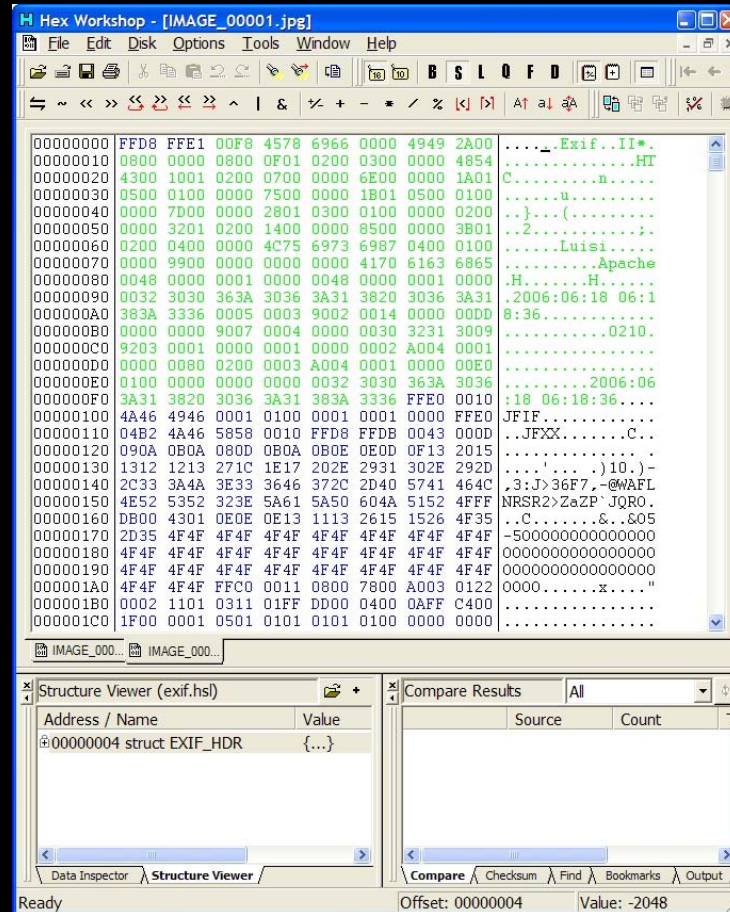 Hex Workshop - [IMAGE_00001.jpg]
File Edit Disk Options Tools Window Help
B S L Q F D
00000000 FFD8 FFE1 00F8 4578 6966 0000 4949 2A00 ......Exif..II*.
00000010 0800 0000 0800 0F01 0200 0300 0000 4854 ..............HT
00000020 4300 1001 0200 0700 0000 6E00 0000 1A01 C.........n.....
00000030 0500 0100 0000 7500 0000 1B01 0500 0100 ......u.........
00000040 0000 7D00 0000 2801 0300 0100 0000 0200 ..}...(.........
00000050 0000 3201 0200 1400 0000 8500 0000 3B01 ..2...........;.
00000060 0200 0400 0000 4C75 6973 6987 0400 0100 ......Luisi.....
00000070 0000 9900 0000 0000 0000 4170 6163 6865 ..........Apache
00000080 0048 0000 0001 0000 0048 0000 0001 0000 .H.......H......
00000090 0032 3030 363A 3036 3A31 3820 3036 3A31 .2006:06:18 06:1
000000A0 383A 3336 0005 0003 9002 0014 0000 00DD 8:36............
000000B0 0000 0000 9007 0004 0000 0030 3231 3009 ...........0210.
000000C0 9203 0001 0000 0001 0000 0002 A004 0001 ................
000000D0 0000 0080 0200 0003 A004 0001 0000 00E0 ................
000000E0 0100 0000 0000 0032 3030 363A 3036 .........2006:06
000000F0 3A31 3820 3036 3A31 383A 3336 FFE0 0010 :18 06:18:36....
00000100 4A46 4946 0001 0100 0001 0001 0000 FFE0 JFIF............
00000110 04B2 4A46 5858 0010 FFD8 FFDB 0043 000D ..JFXX.......C..
00000120 090A 0B0A 080D 0B0A 0B0E 0E0D 0F13 2015 ................
00000130 1312 1213 271C 1E17 202E 2931 302E 292D ....'... .)10.)-
00000140 2C33 3A4A 3E33 3646 372C 2D40 5741 464C ,3:J>36F7,-@WAFL
00000150 4E52 5352 323E 5A61 5A50 604A 5152 4FFF NRSR2>ZaZP`JQRO.
00000160 DB00 4301 0E0E 0E13 1113 2615 1526 4F35 ..C.......&..&O5
00000170 2D35 4F4F 4F4F 4F4F 4F4F 4F4F 4F4F 4F4F -5OOOOOOOOOOOOOO
00000180 4F4F 4F4F 4F4F 4F4F 4F4F 4F4F 4F4F 4F4F OOOOOOOOOOOOOOOO
00000190 4F4F 4F4F 4F4F 4F4F 4F4F 4F4F 4F4F 4F4F OOOOOOOOOOOOOOOO
000001A0 4F4F 4F4F FFC0 0011 0800 7800 A003 0122 OOOO......x...."
000001B0 0002 1101 0311 01FF DD00 0400 0AFF C400 ................
000001C0 1F00 0001 0501 0101 0101 0100 0000 0000 ................
IMAGE_000... IMAGE_000...
Structure Viewer (exif.hsl)
Address / Name Value
00000004 struct EXIF_HDR {...}
Data Inspector Structure Viewer
Compare Results All
Source Count
Compare Checksum Find Bookmarks Output
Ready Offset: 00000004 Value: -2048